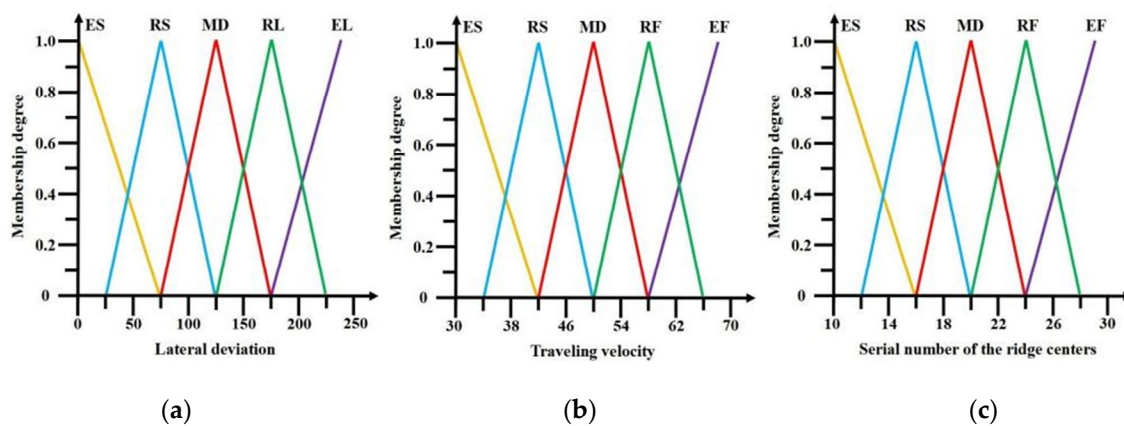 ES RS MD RL EL
Membership degree
1.0
0.8
0.6
0.4
0.2
0
0 50 100 150 200 250
Lateral deviation
(a)
ES RS MD RF EF
Membership degree
1.0
0.8
0.6
0.4
0.2
0
30 38 46 54 62 70
Traveling velocity
(b)
ES RS MD RF EF
Membership degree
1.0
0.8
0.6
0.4
0.2
0
10 14 18 22 26 30
Serial number of the ridge centers
(c)